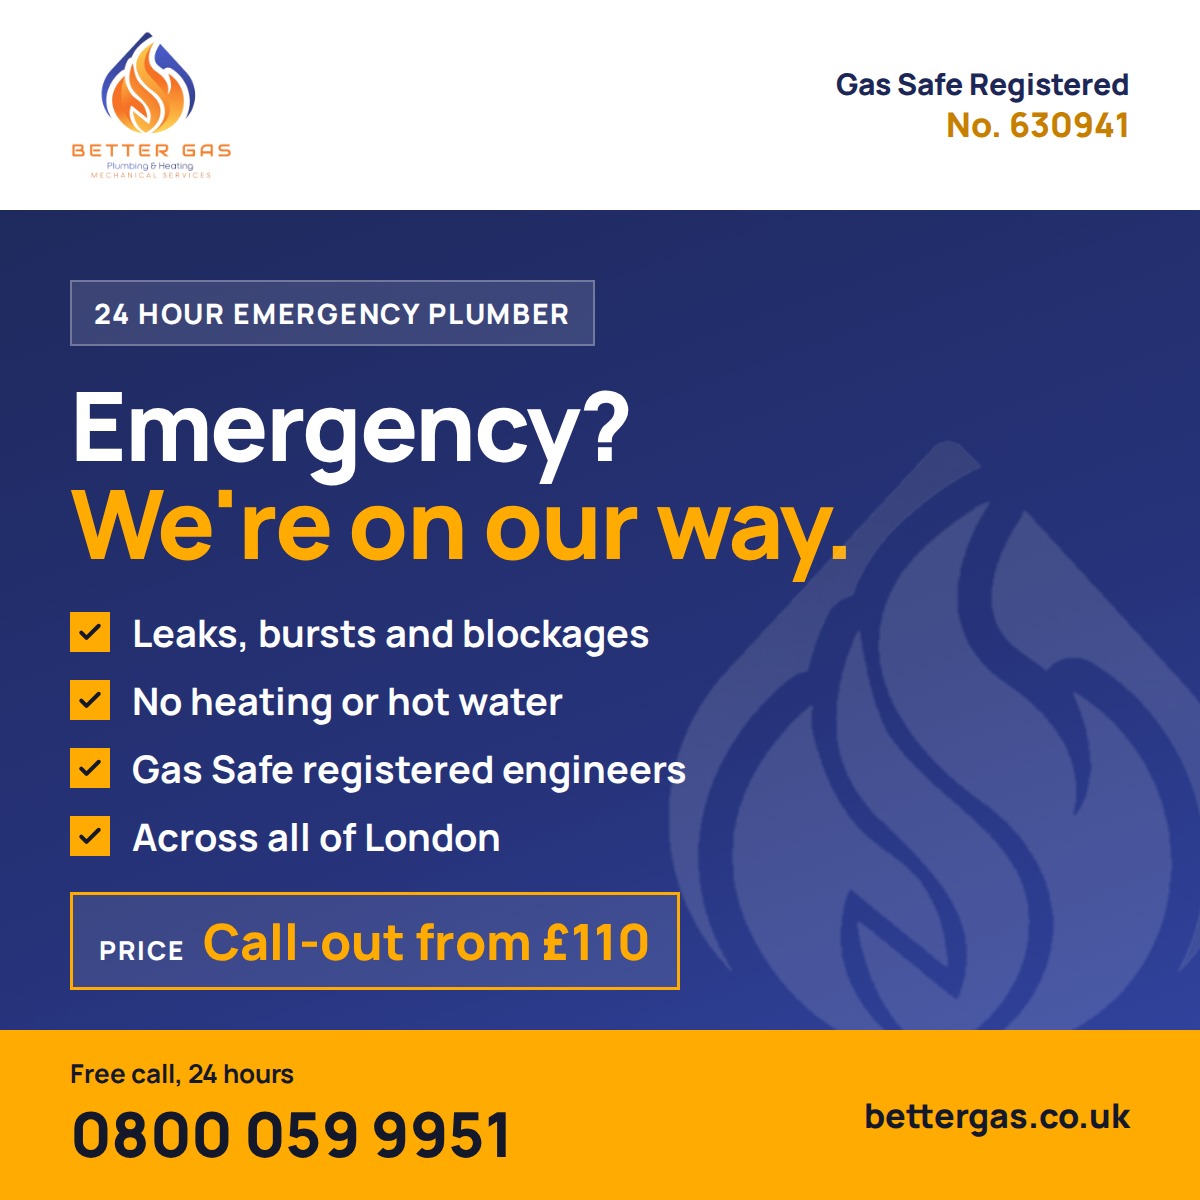 BETTER GAS
Plumbing & Heating
MECHANICAL SERVICES
Gas Safe Registered
No. 630941
24 HOUR EMERGENCY PLUMBER
Emergency?
We're on our way.
Leaks, bursts and blockages
No heating or hot water
Gas Safe registered engineers
Across all of London
PRICE Call-out from £110
Free call, 24 hours
0800 059 9951
bettergas.co.uk